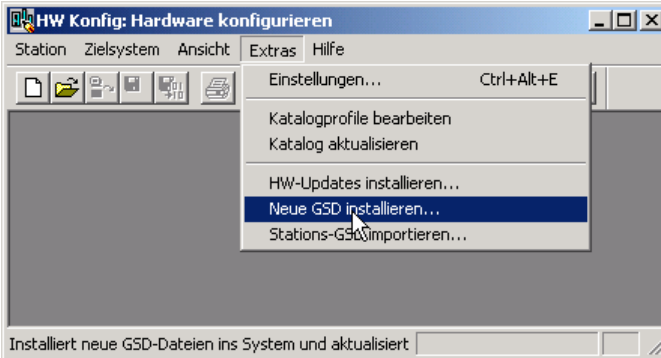 HW Konfig: Hardware konfigurieren
Station Zielsystem Ansicht Extras Hilfe
Einstellungen... Ctrl+Alt+E
Katalogprofile bearbeiten
Katalog aktualisieren
HW-Updates installieren...
Neue GSD installieren...
Stations-GSD importieren...
Installiert neue GSD-Dateien ins System und aktualisiert